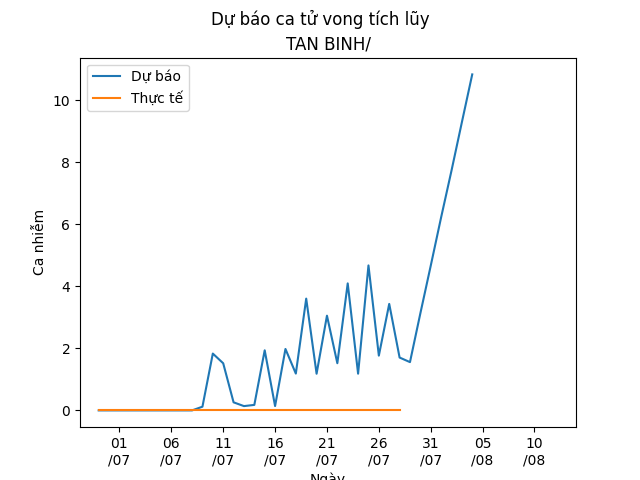 Dự báo ca tử vong tích lũy
TAN BINH/
Dự báo
Thực tế
Ca nhiễm
10
8
6
4
2
0
01 06 11 16 21 26 31 05 10
/07 /07 /07 /07 /07 /07 /07 /08 /08
Ngày